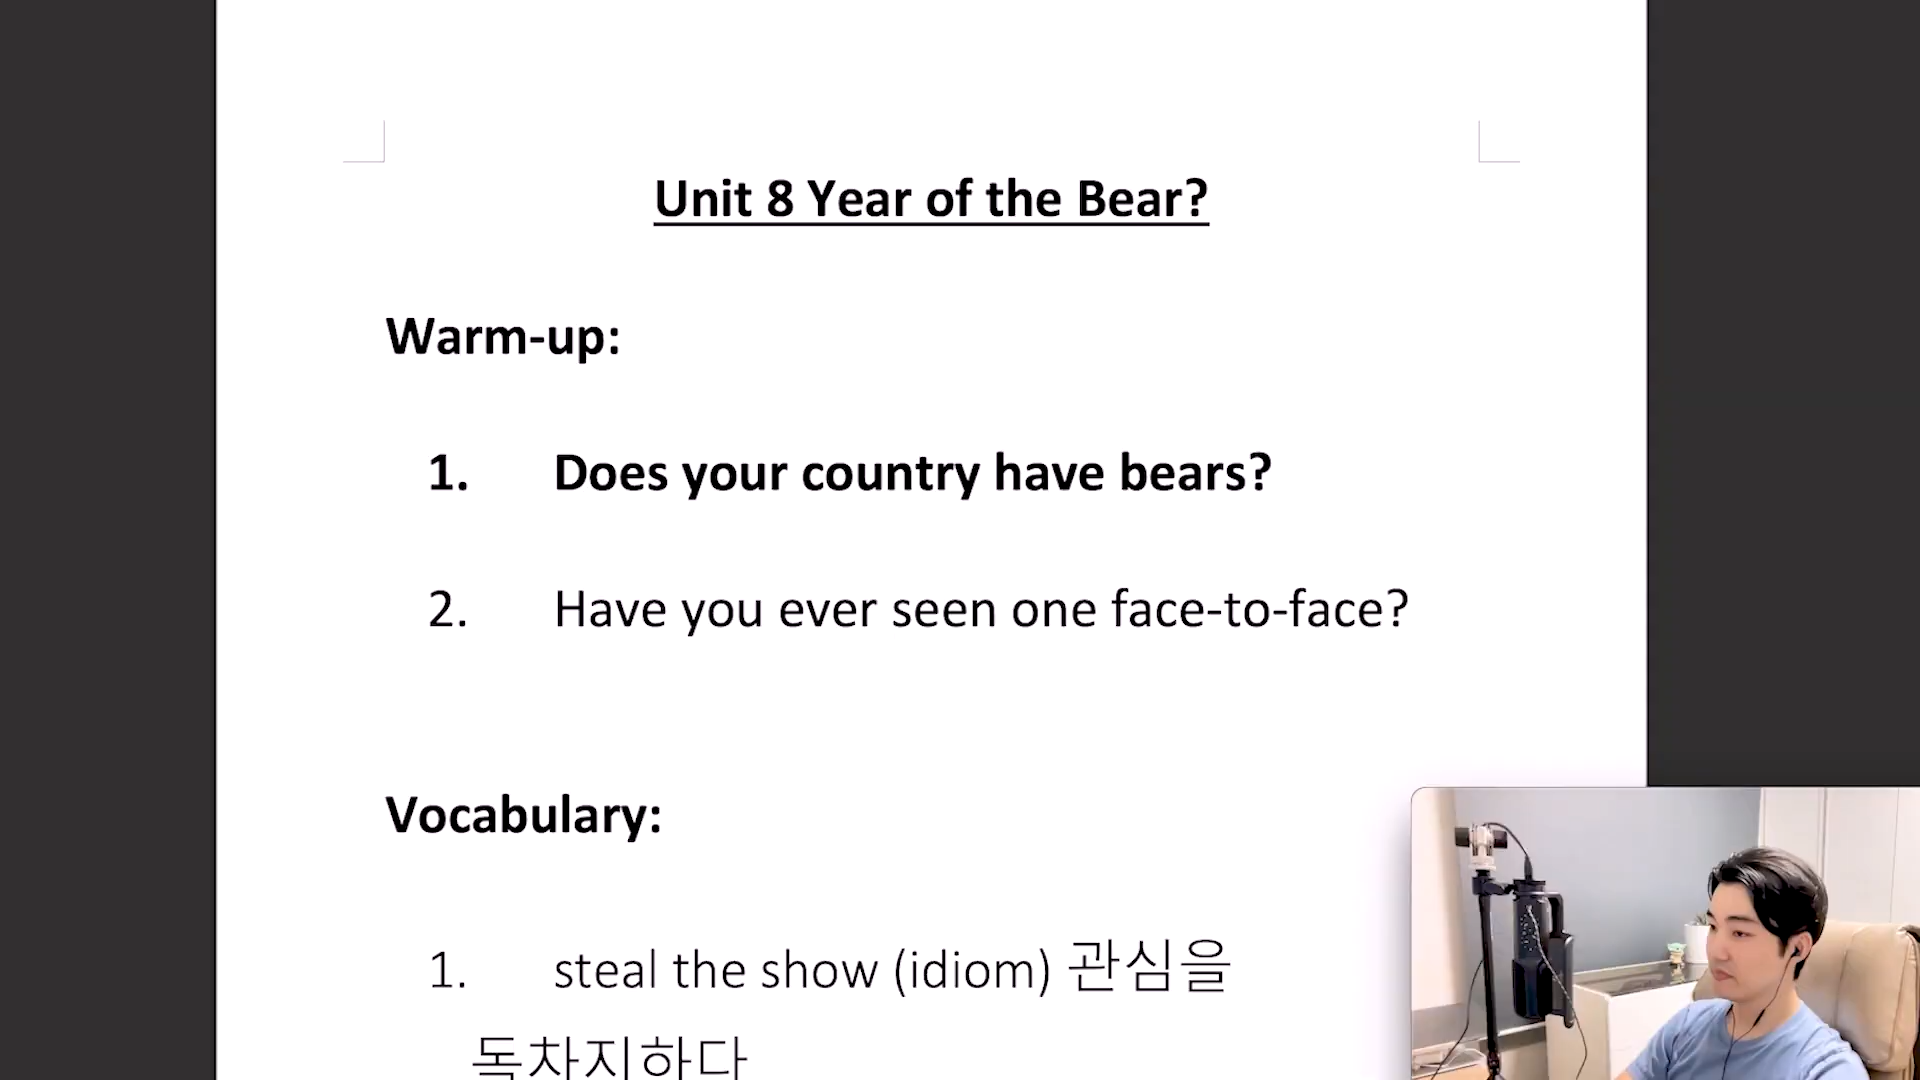 Unit 8 Year of the Bear?
Warm-up:
1. Does your country have bears?
2. Have you ever seen one face-to-face?
Vocabulary:
1. steal the show (idiom) 관심을
독차지하다